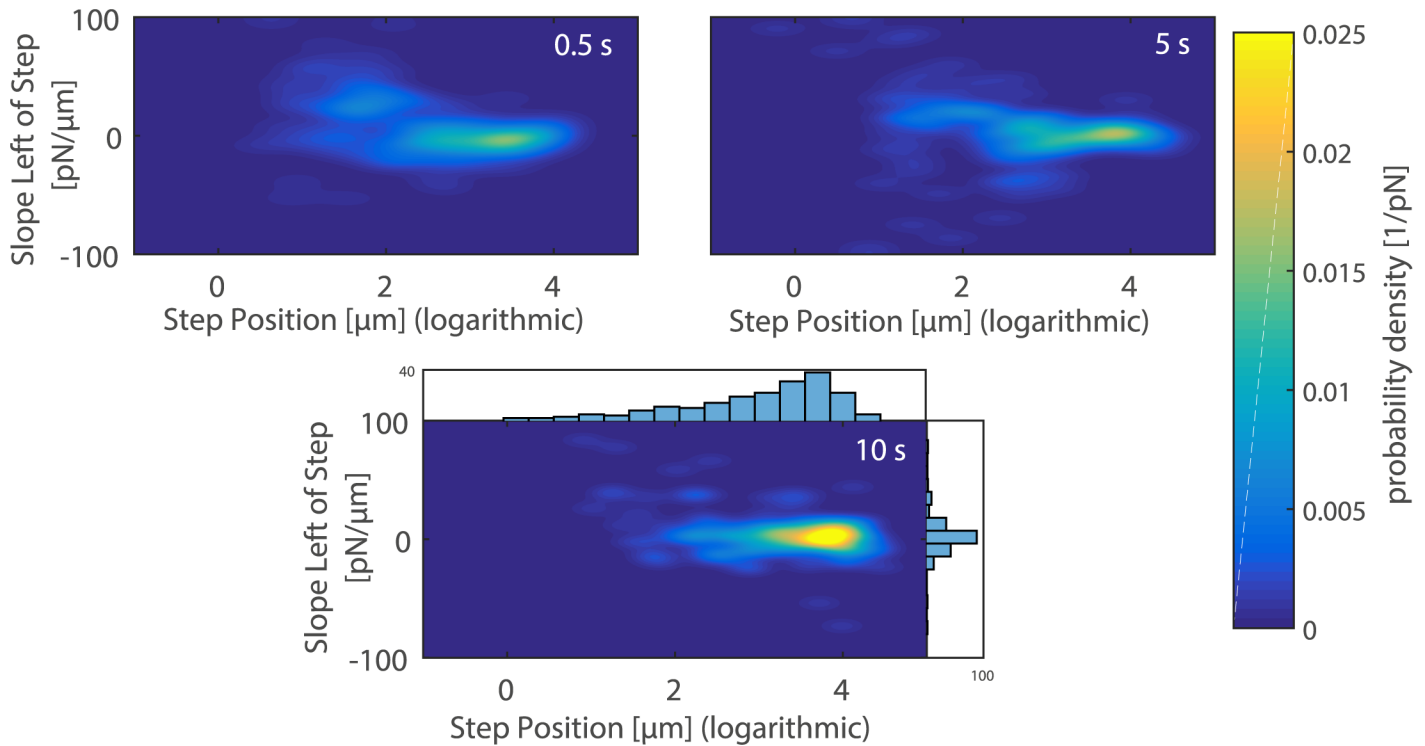 100
0
-100
Slope Left of Step
[pN/µm]
0.5 s
0 2 4
Step Position [µm] (logarithmic)
5 s
0 2 4
Step Position [µm] (logarithmic)
0.025
0.02
0.015
0.01
0.005
0
probability density [1/pN]
40
100
0
-100
Slope Left of Step
[pN/µm]
10 s
100
0 2 4
Step Position [µm] (logarithmic)